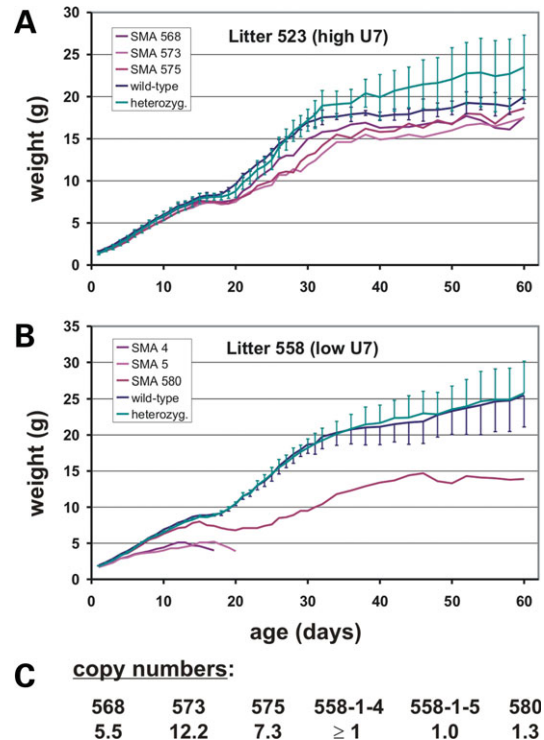 A
Litter 523 (high U7)
SMA 568
SMA 573
SMA 575
wild-type
heterozyg.
weight (g)
30
25
20
15
10
5
0
0 10 20 30 40 50 60
B
Litter 558 (low U7)
SMA 4
SMA 5
SMA 580
wild-type
heterozyg.
weight (g)
35
30
25
20
15
10
5
0
0 10 20 30 40 50 60
age (days)
C
copy numbers:
568 573 575 558-1-4 558-1-5 580
5.5 12.2 7.3 ≥ 1 1.0 1.3